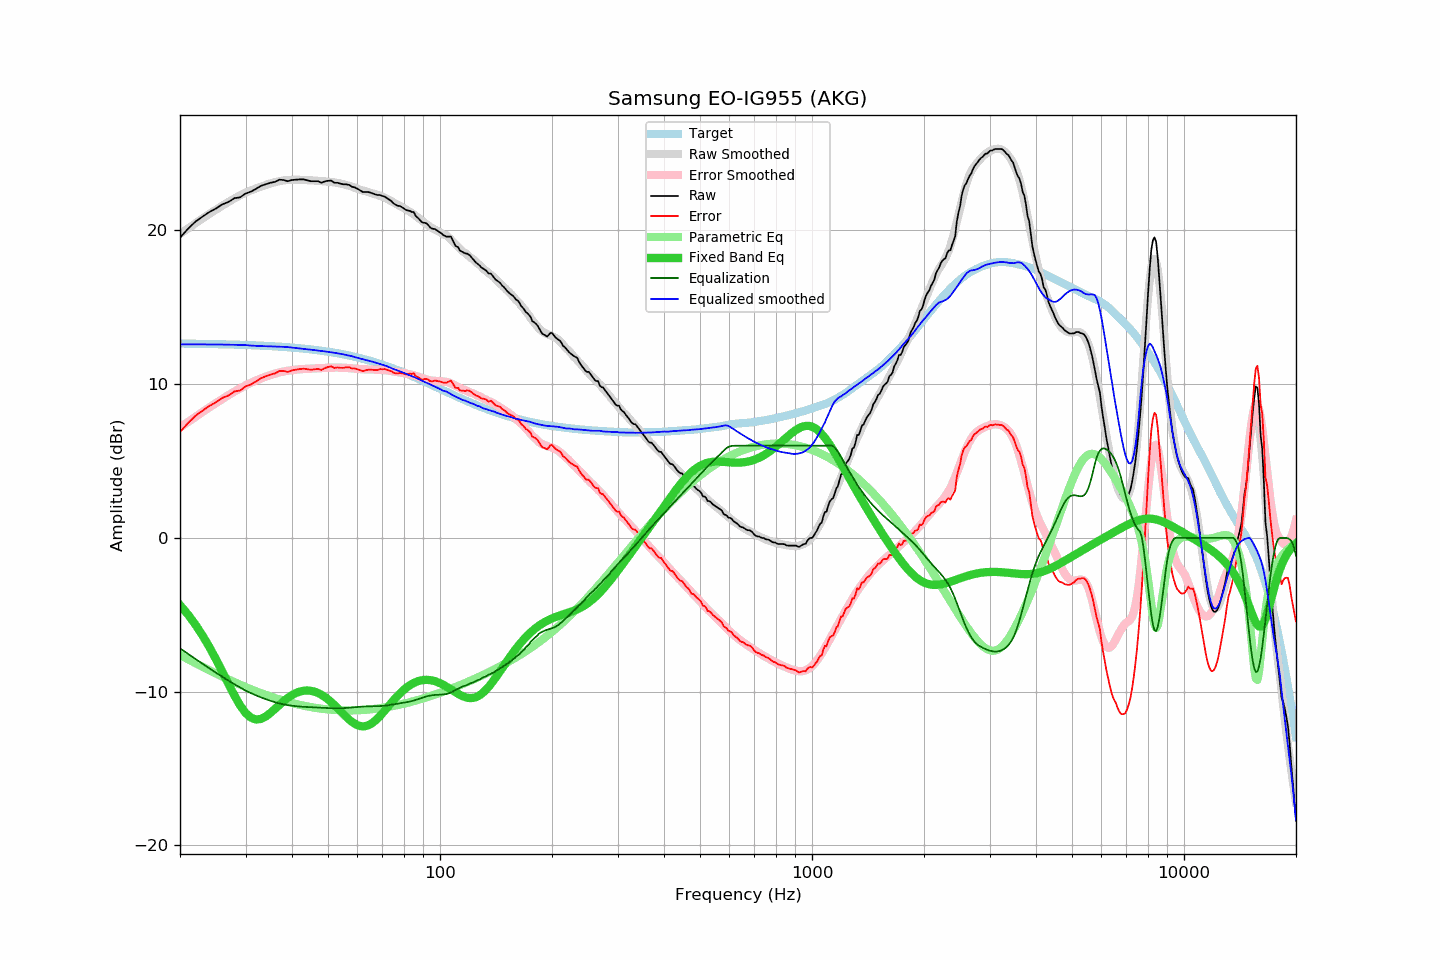 Samsung EO-IG955 (AKG)
Target
Raw Smoothed
Error Smoothed
Raw
Error
Parametric Eq
Fixed Band Eq
Equalization
Equalized smoothed
20
10
0
−10
−20
Amplitude (dBr)
100
1000
10000
Frequency (Hz)